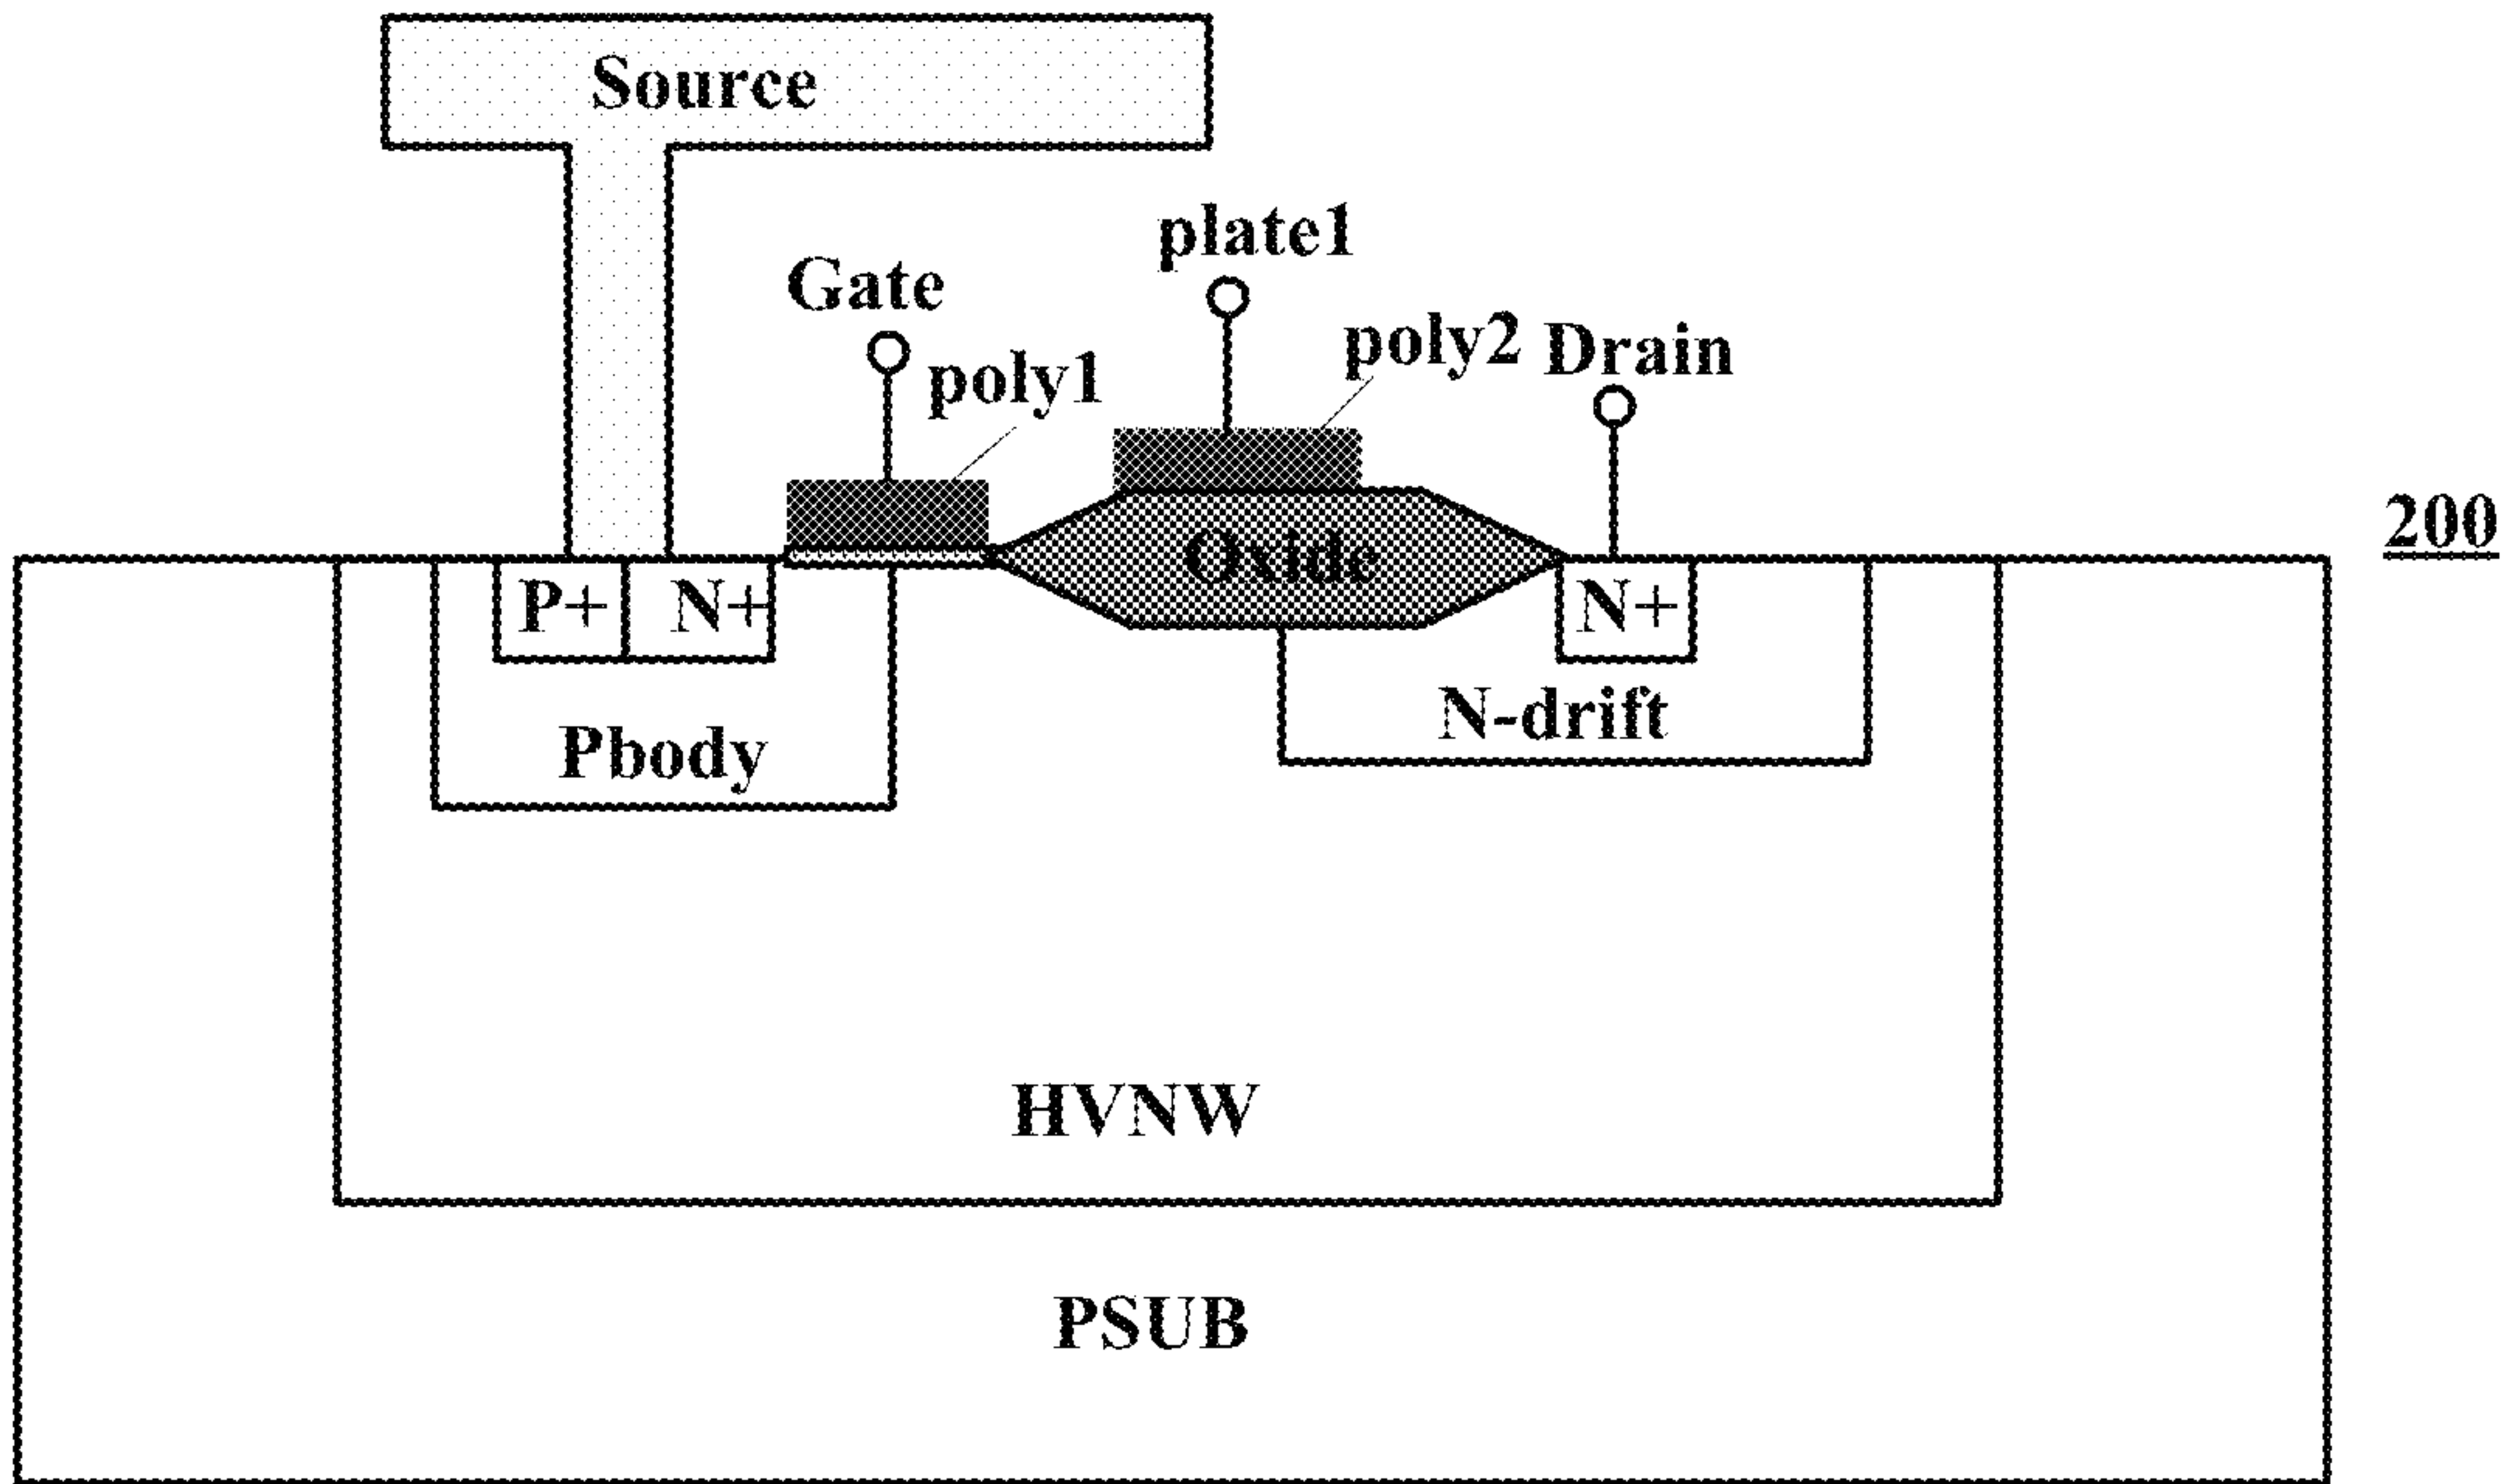 Source
plate1
Gate
poly2 Drain
poly1
200
Oxide
P+ N+ N+
N-drift
Pbody
HVNW
PSUB